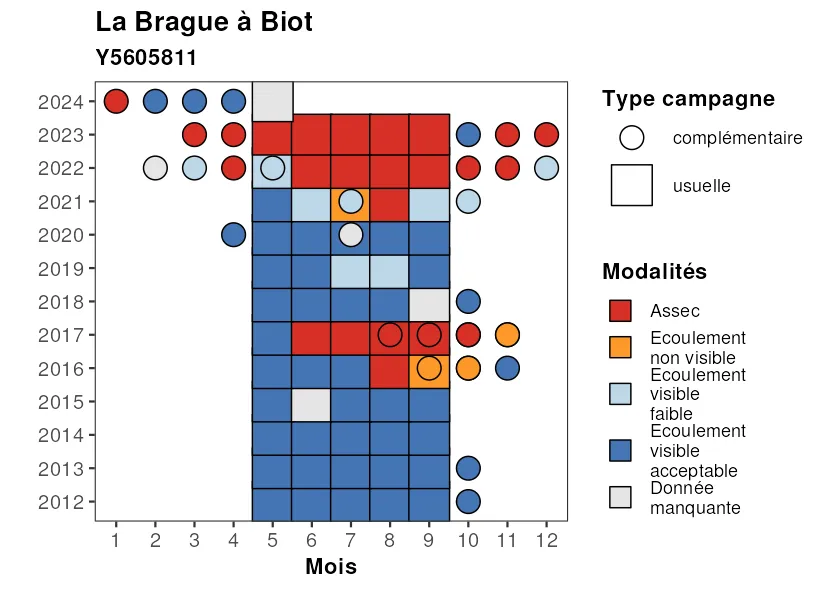 La Brague à Biot
Y5605811
2024
2023
2022
2021
2020
2019
2018
2017
2016
2015
2014
2013
2012
1 2 3 4 5 6 7 8 9 10 11 12
Mois
Type campagne
complémentaire
usuelle
Modalités
Assec
Ecoulement
non visible
Ecoulement
visible
faible
Ecoulement
visible
acceptable
Donnée
manquante